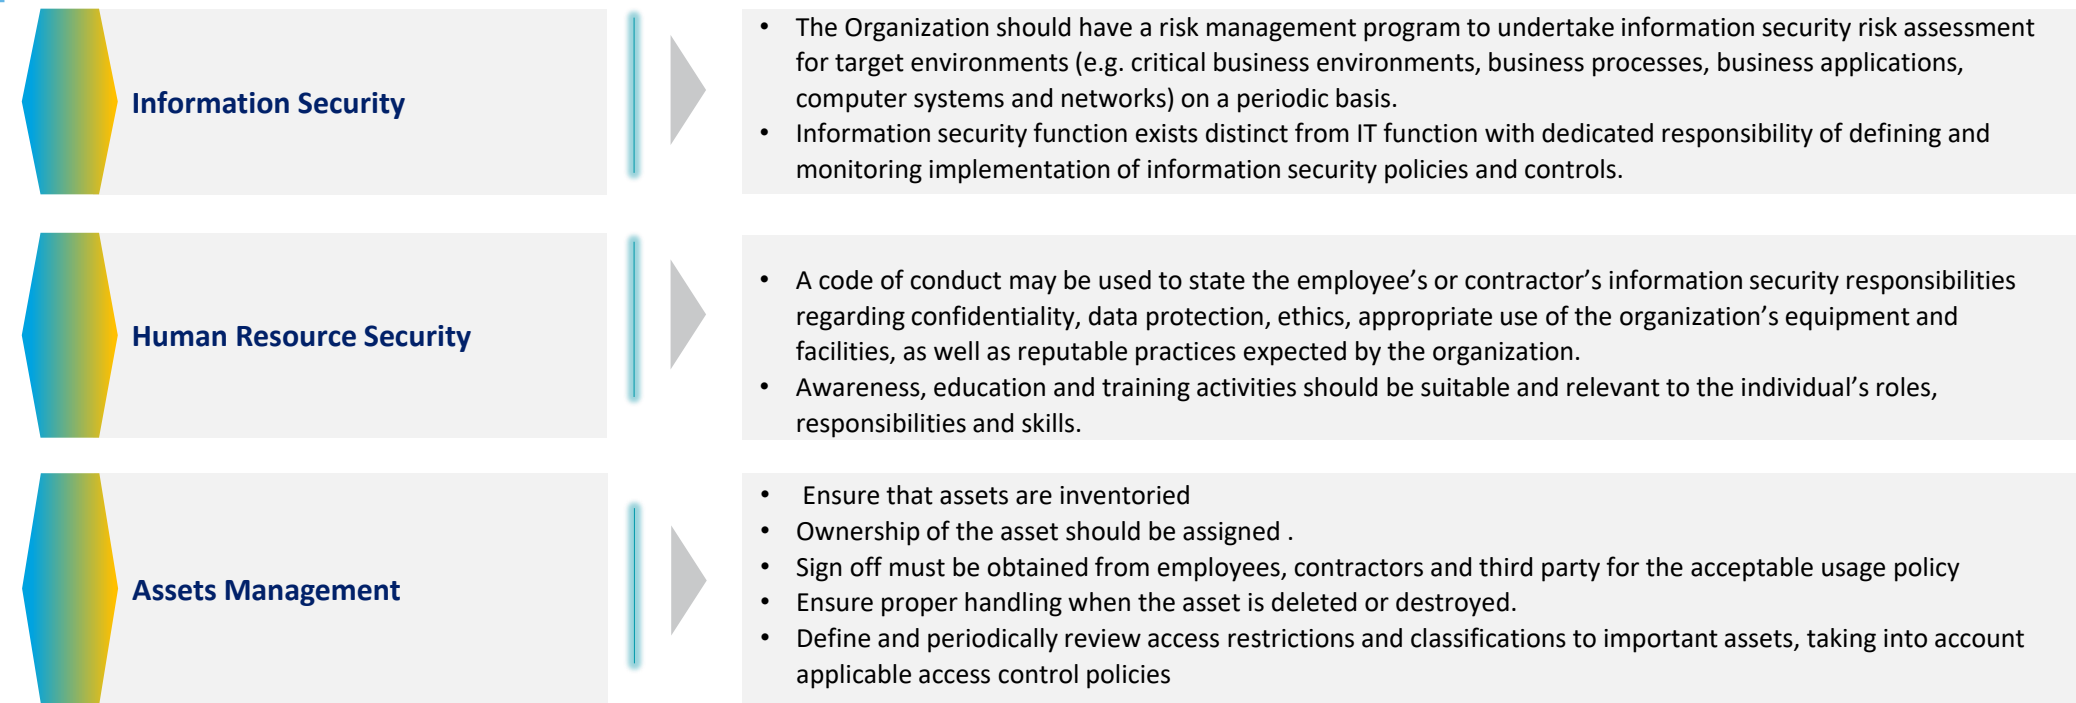 Information Security
• The Organization should have a risk management program to undertake information security risk assessment
for target environments (e.g. critical business environments, business processes, business applications,
computer systems and networks) on a periodic basis.
• Information security function exists distinct from IT function with dedicated responsibility of defining and
monitoring implementation of information security policies and controls.
Human Resource Security
• A code of conduct may be used to state the employee’s or contractor’s information security responsibilities
regarding confidentiality, data protection, ethics, appropriate use of the organization’s equipment and
facilities, as well as reputable practices expected by the organization.
• Awareness, education and training activities should be suitable and relevant to the individual’s roles,
responsibilities and skills.
Assets Management
• Ensure that assets are inventoried
• Ownership of the asset should be assigned .
• Sign off must be obtained from employees, contractors and third party for the acceptable usage policy
• Ensure proper handling when the asset is deleted or destroyed.
• Define and periodically review access restrictions and classifications to important assets, taking into account
applicable access control policies